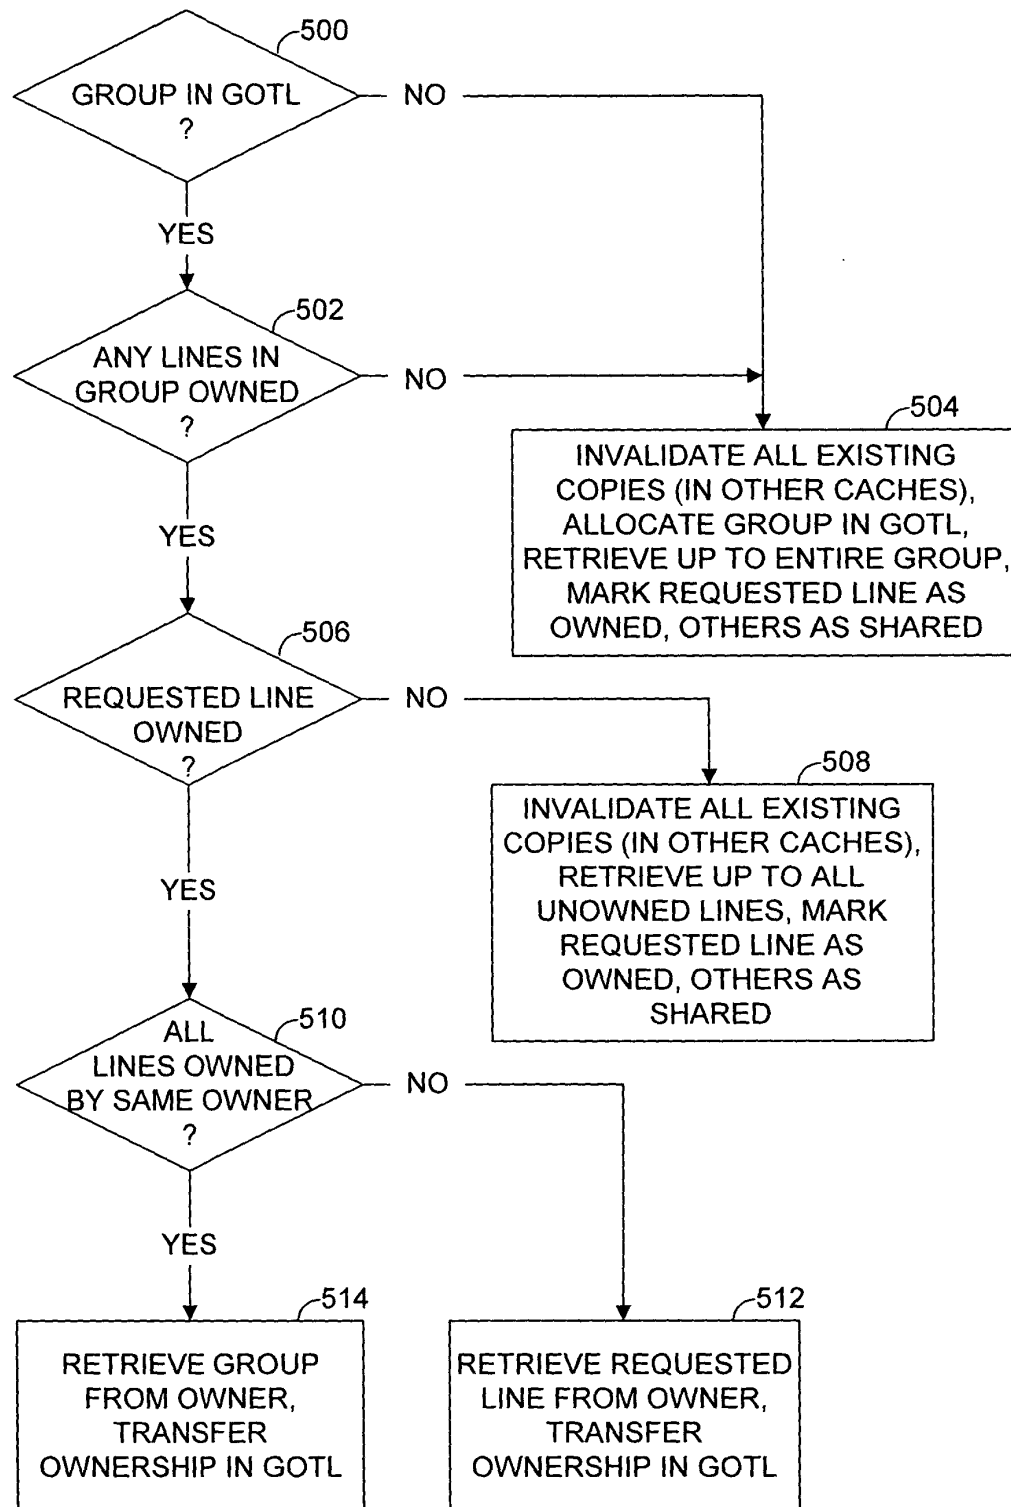 500
GROUP IN GOTL
?
NO
YES
502
ANY LINES IN
GROUP OWNED
?
NO
504
INVALIDATE ALL EXISTING
COPIES (IN OTHER CACHES),
ALLOCATE GROUP IN GOTL,
RETRIEVE UP TO ENTIRE GROUP,
MARK REQUESTED LINE AS
OWNED, OTHERS AS SHARED
YES
506
REQUESTED LINE
OWNED
?
NO
508
INVALIDATE ALL EXISTING
COPIES (IN OTHER CACHES),
RETRIEVE UP TO ALL
UNOWNED LINES, MARK
REQUESTED LINE AS
OWNED, OTHERS AS
SHARED
YES
510
ALL
LINES OWNED
BY SAME OWNER
?
NO
YES
514
RETRIEVE GROUP
FROM OWNER,
TRANSFER
OWNERSHIP IN GOTL
512
RETRIEVE REQUESTED
LINE FROM OWNER,
TRANSFER
OWNERSHIP IN GOTL